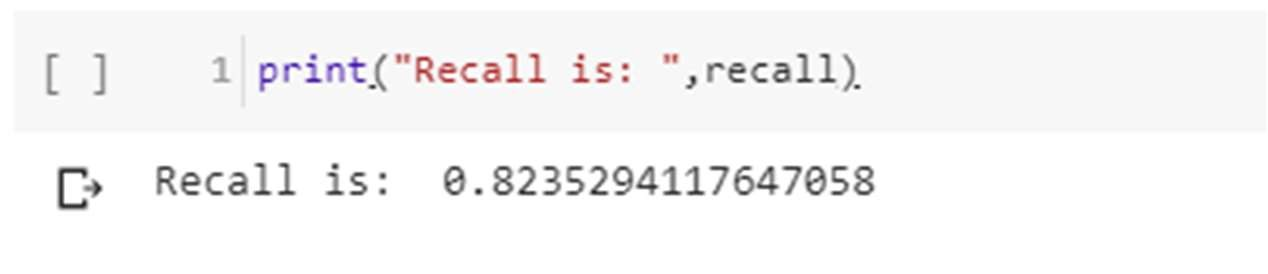 [ ] 1 print("Recall is: ",recall)
Recall is:  0.8235294117647058